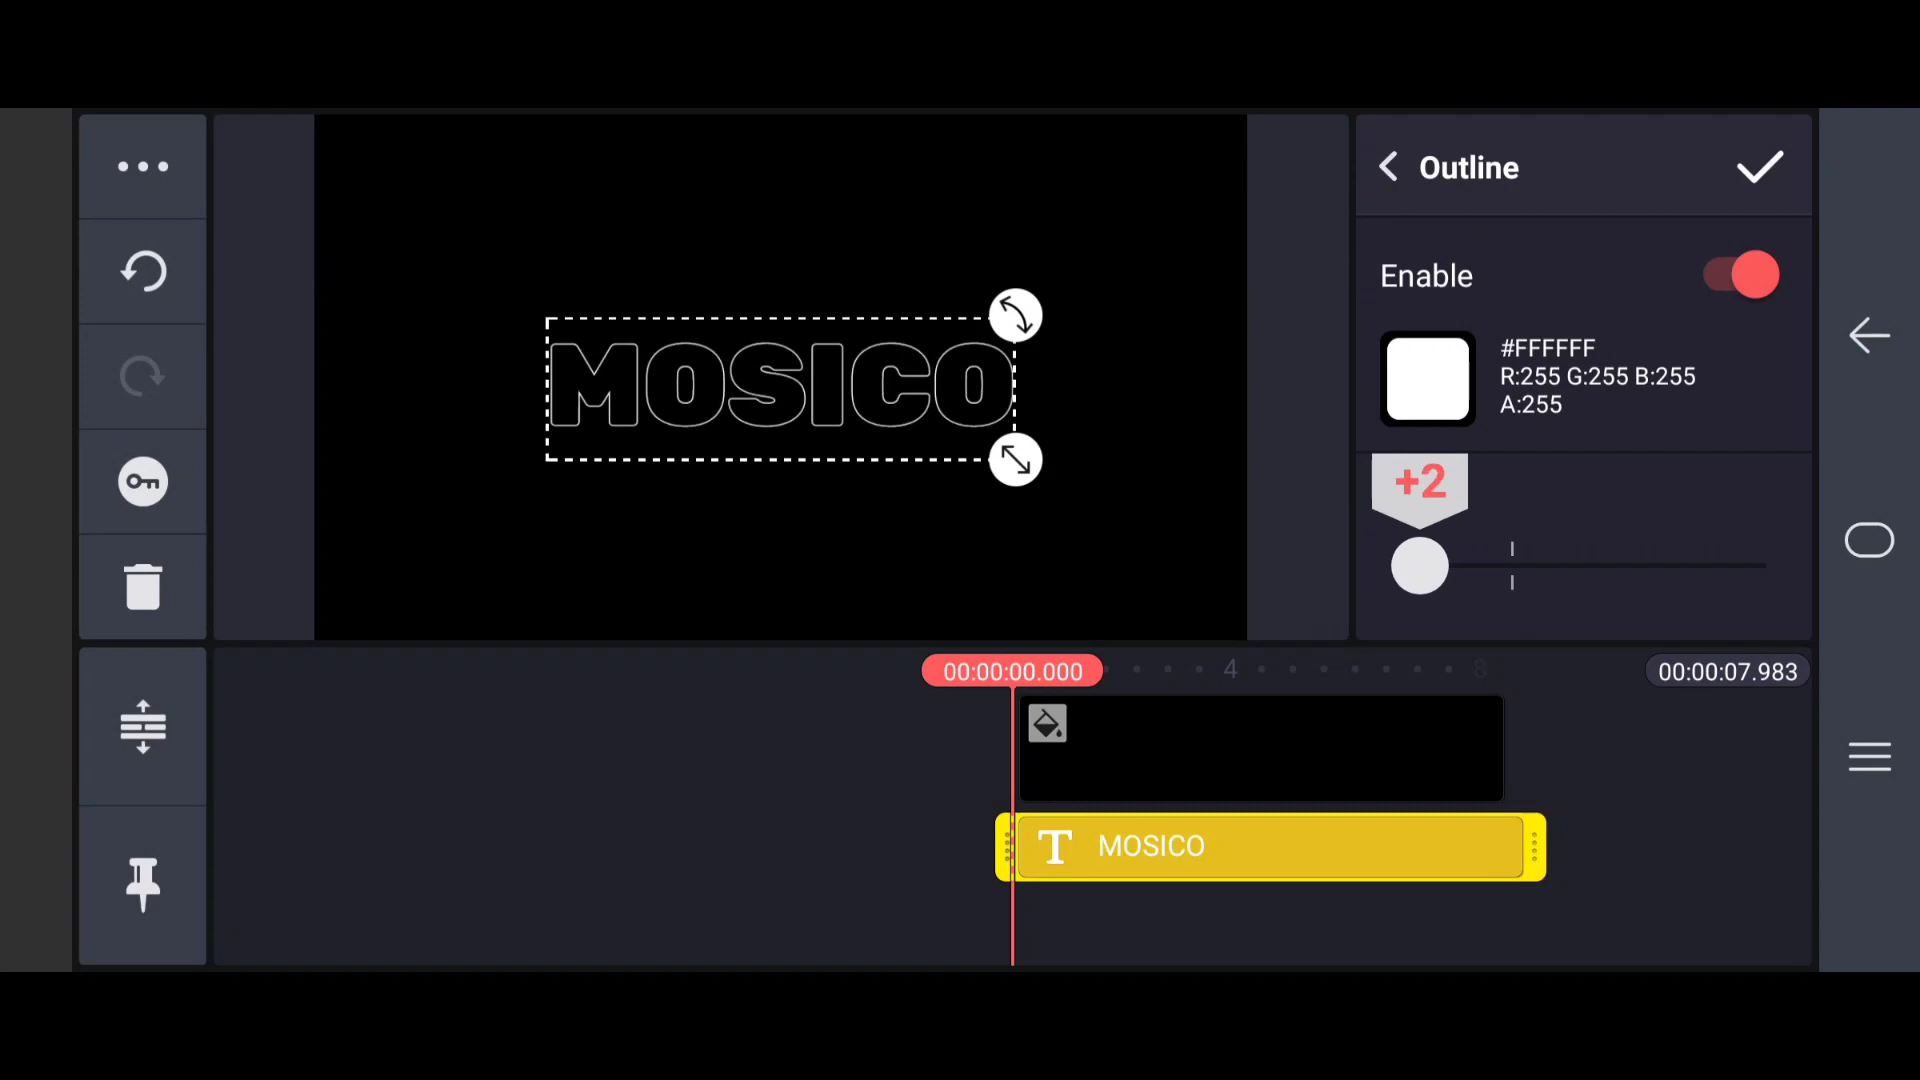 Outline
Enable
#FFFFFF
R:255 G:255 B:255
A:255
MOSICO
+2
00:00:00.000
4
8
00:00:07.983
T MOSICO